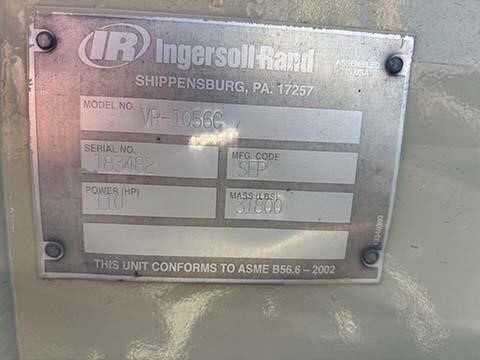 IR Ingersoll-Rand
ASSEMBLED
IN USA
SHIPPENSBURG, PA. 17257
MODEL NO. VR-1056C
SERIAL NO.
183482
MFG. CODE
SEP
POWER (HP)
110
MASS (LBS)
31800
THIS UNIT CONFORMS TO ASME B56.6 – 2002